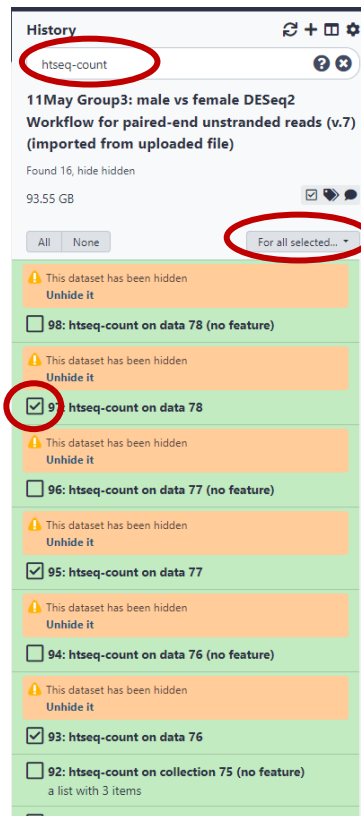 History
htseq-count
11May Group3: male vs female DESeq2
Workflow for paired-end unstranded reads (v.7)
(imported from uploaded file)
Found 16, hide hidden
93.55 GB
All None For all selected...
This dataset has been hidden
Unhide it
98: htseq-count on data 78 (no feature)
This dataset has been hidden
Unhide it
97: htseq-count on data 78
This dataset has been hidden
Unhide it
96: htseq-count on data 77 (no feature)
This dataset has been hidden
Unhide it
95: htseq-count on data 77
This dataset has been hidden
Unhide it
94: htseq-count on data 76 (no feature)
This dataset has been hidden
Unhide it
93: htseq-count on data 76
92: htseq-count on collection 75 (no feature)
a list with 3 items